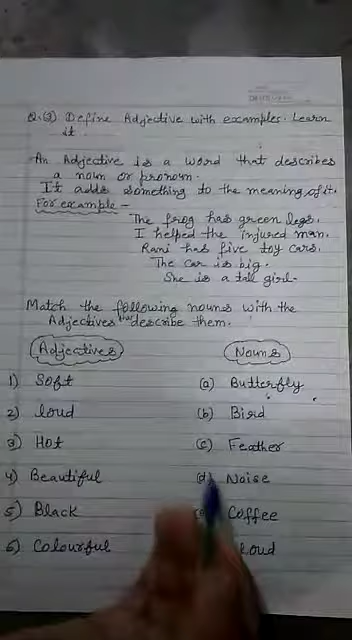 Q.(3) Define Adjective with examples. Learn
it.
An Adjective is a word that describes
a noun or pronoun.
It adds something to the meaning of it.
For example -
The frog has green legs.
I helped the injured man.
Rani has five toy cars.
The car is big.
She is a tall girl.
Match the following nouns with the
Adjectives that describe them.
Adjectives Nouns
1) Soft (a) Butterfly
2) loud (b) Bird
3) Hot (c) Feather
4) Beautiful (d) Noise
5) Black Coffee
6) Colourful loud